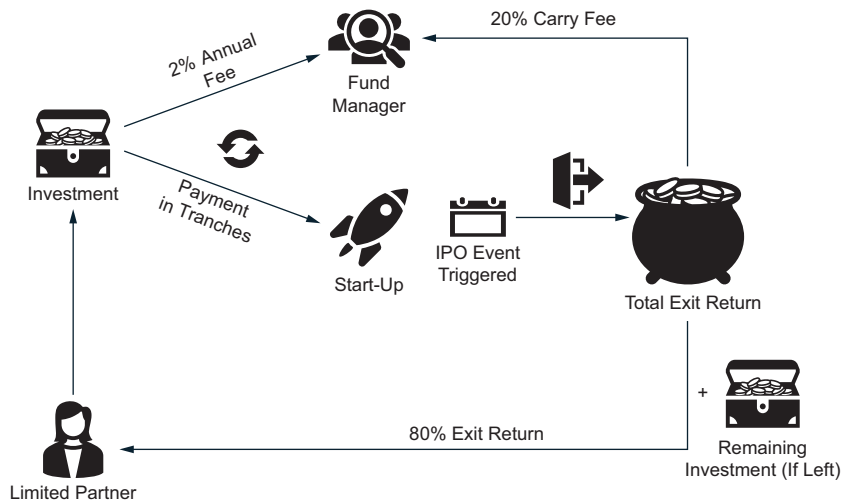 20% Carry Fee
2% Annual
Fee
Fund
Manager
Investment
Payment
in Tranches
Start-Up
IPO Event
Triggered
Total Exit Return
+
80% Exit Return
Remaining
Investment (If Left)
Limited Partner